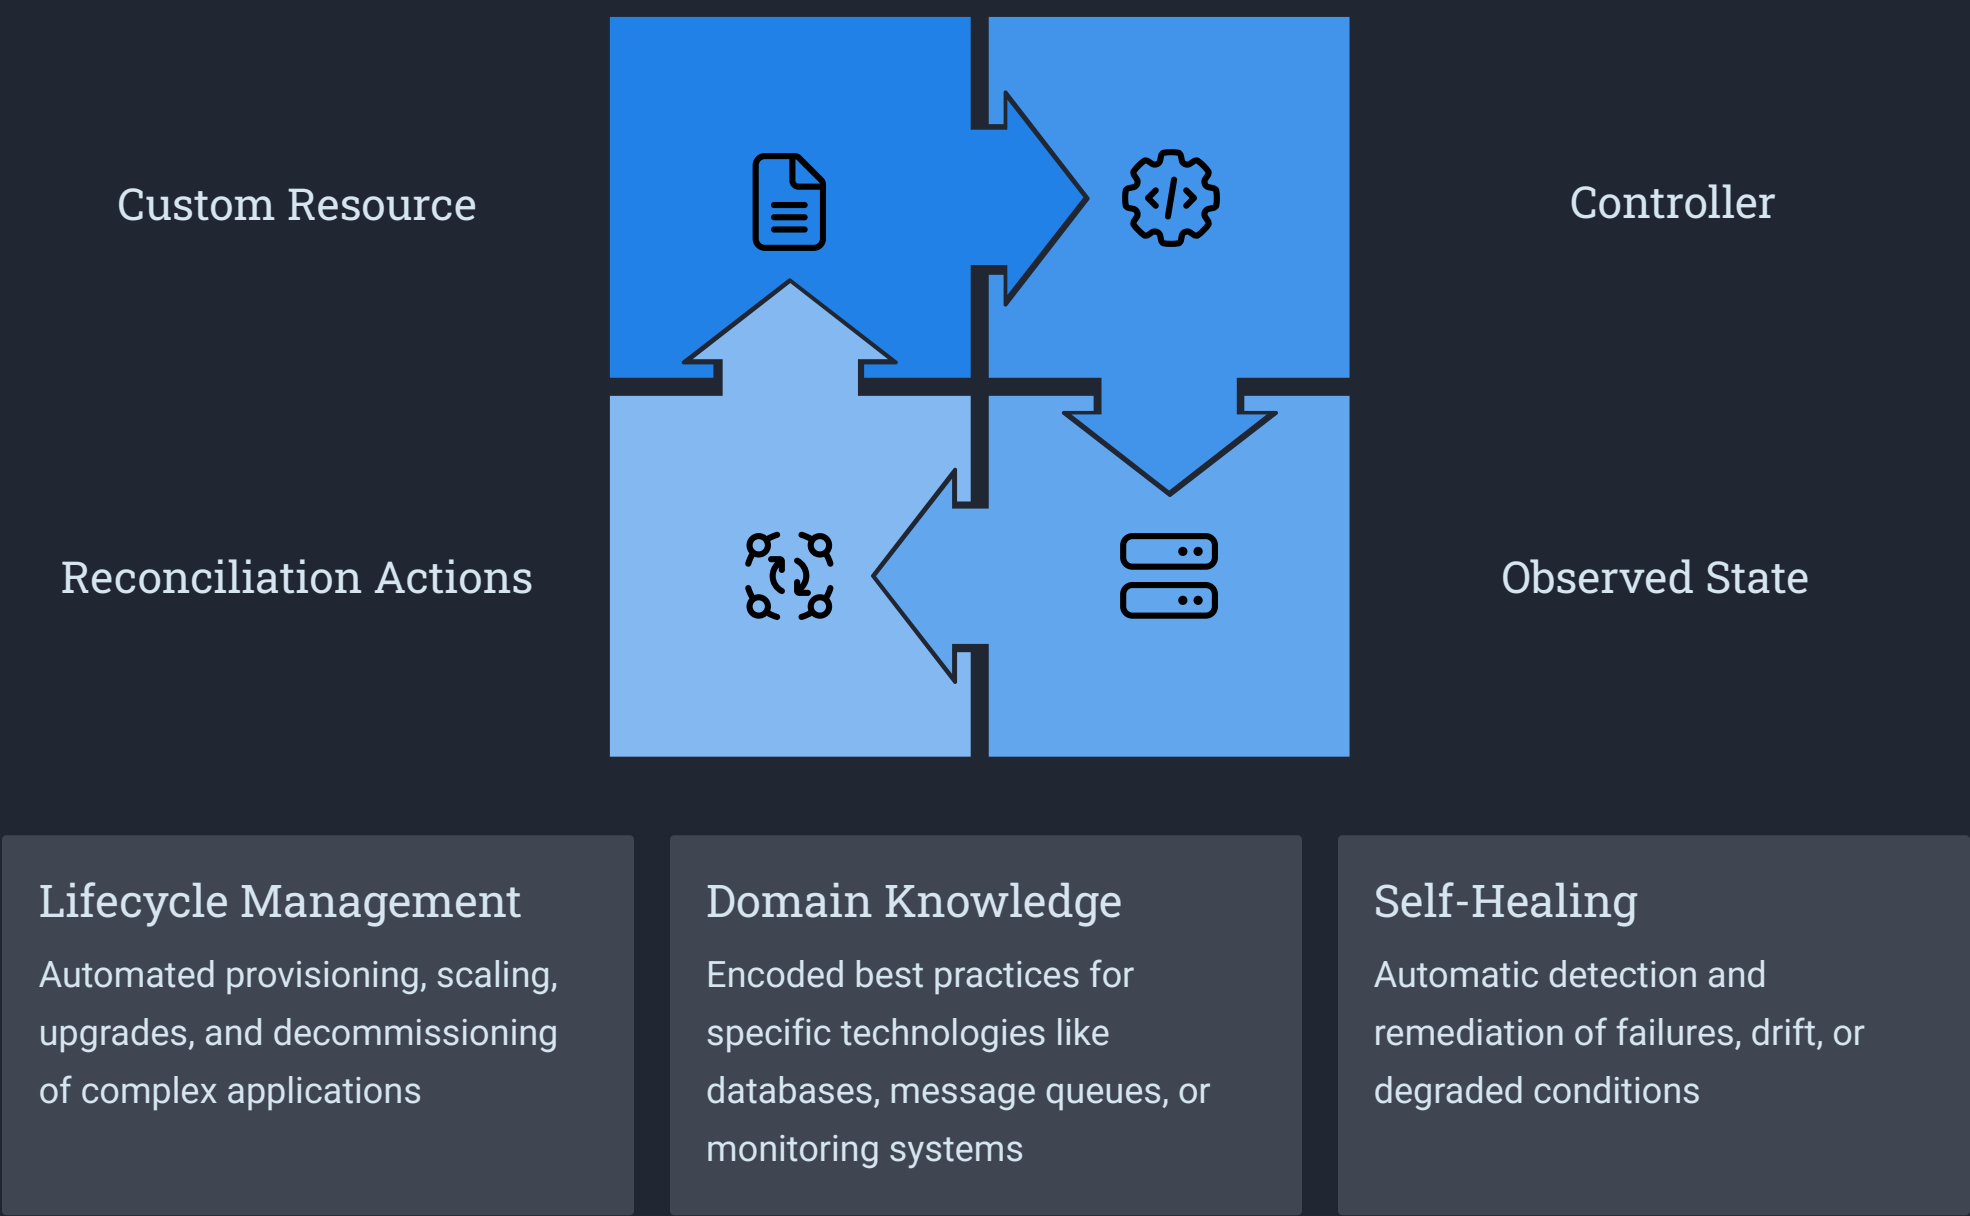 Custom Resource
Controller
Reconciliation Actions
Observed State
Lifecycle Management
Automated provisioning, scaling,
upgrades, and decommissioning
of complex applications
Domain Knowledge
Encoded best practices for
specific technologies like
databases, message queues, or
monitoring systems
Self-Healing
Automatic detection and
remediation of failures, drift, or
degraded conditions